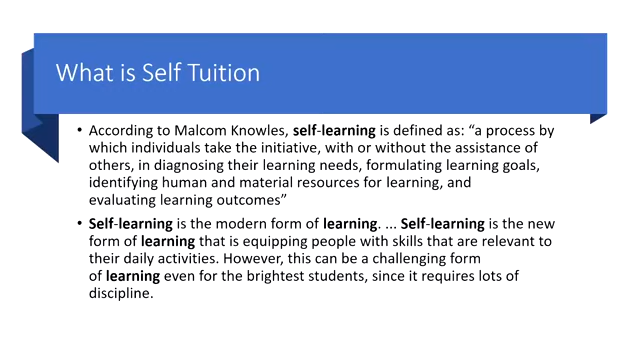 What is Self Tuition
• According to Malcom Knowles, self-learning is defined as: “a process by
which individuals take the initiative, with or without the assistance of
others, in diagnosing their learning needs, formulating learning goals,
identifying human and material resources for learning, and
evaluating learning outcomes”
• Self-learning is the modern form of learning. ... Self-learning is the new
form of learning that is equipping people with skills that are relevant to
their daily activities. However, this can be a challenging form
of learning even for the brightest students, since it requires lots of
discipline.